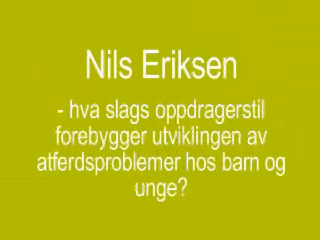 Nils Eriksen
- hva slags oppdragerstil
forebygger utviklingen av
atferdsproblemer hos barn og
unge?